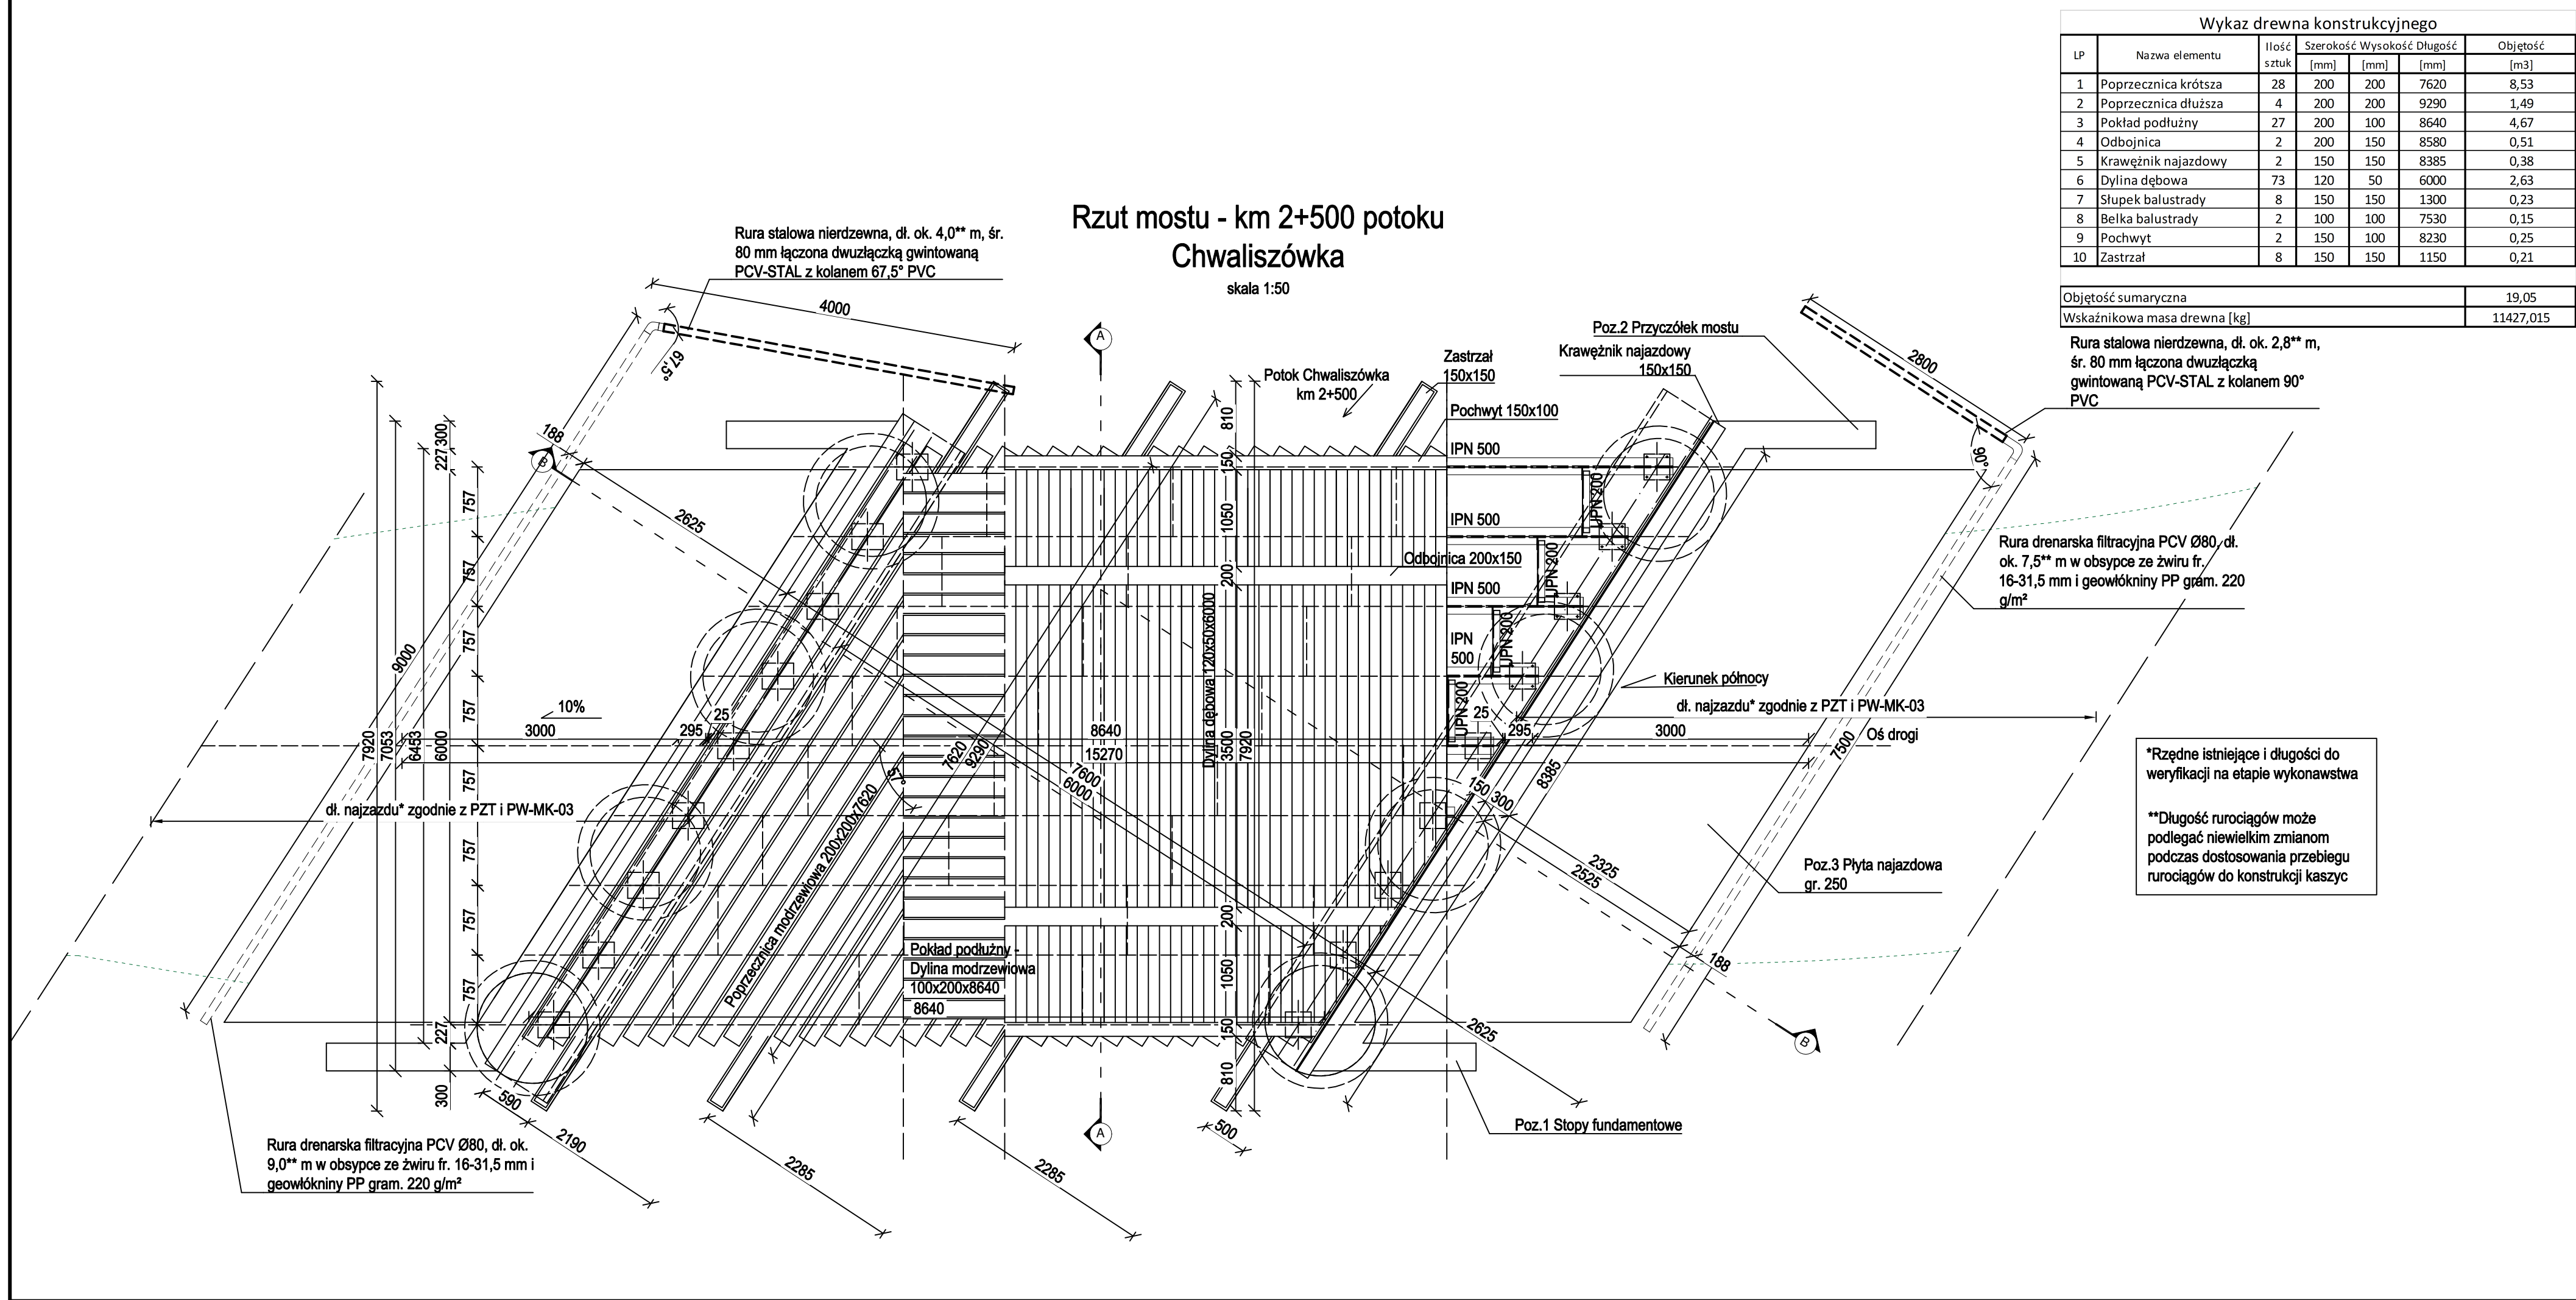 Wykaz drewna konstrukcyjnego
LP Nazwa elementu Ilość sztuk Szerokość Wysokość Długość Objętość
[mm] [mm] [mm] [m3]
1 Poprzecznica krótsza 28 200 200 7620 8,53
2 Poprzecznica dłuższa 4 200 200 9290 1,49
3 Pokład podłużny 27 200 100 8640 4,67
4 Odbojnica 2 200 150 8580 0,51
5 Krawężnik najazdowy 2 150 150 8385 0,38
6 Dylina dębowa 73 120 50 6000 2,63
7 Słupek balustrady 8 150 150 1300 0,23
8 Belka balustrady 2 100 100 7530 0,15
9 Pochwyt 2 150 100 8230 0,25
10 Zastrzał 8 150 150 1150 0,21
Objętość sumaryczna 19,05
Wskaźnikowa masa drewna [kg] 11427,015
Rzut mostu - km 2+500 potoku
Chwaliszówka
skala 1:50
Rura stalowa nierdzewna, dł. ok. 4,0** m, śr.
80 mm łączona dwuzłączką gwintowaną
PCV-STAL z kolanem 67,5° PVC
4000
67,5°
Rura stalowa nierdzewna, dł. ok. 2,8** m,
śr. 80 mm łączona dwuzłączką
gwintowaną PCV-STAL z kolanem 90°
PVC
2800
90°
A
Potok Chwaliszówka
km 2+500
Zastrzał
150x150
Poz.2 Przyczółek mostu
Krawężnik najazdowy
150x150
Pochwyt 150x100
IPN 500
IPN 500
IPN 500
IPN
500
UPN 200
UPN 200
UPN 200
UPN 200
Odbojnica 200x150
188
B
300
227
757
757
757
757
757
757
757
757
227
300
7920
7053
6453
6000
9000
2625
810
150
1050
200
3500
7920
200
1050
150
810
Dylina dębowa 120x50x6000
Rura drenarska filtracyjna PCV Ø80, dł.
ok. 7,5** m w obsypce ze żwiru fr.
16-31,5 mm i geowłókniny PP gram. 220
g/m²
Kierunek północy
dł. najazdu* zgodnie z PZT i PW-MK-03
10%
3000
295
25
8640
15270
7600
6000
7620
9290
57°
25
295
3000
Oś drogi
7500
8385
150
300
dł. najazdu* zgodnie z PZT i PW-MK-03
Poprzecznica modrzewiowa 200x200x7620
2325
2525
188
B
Poz.3 Płyta najazdowa
gr. 250
*Rzędne istniejące i długości do
weryfikacji na etapie wykonawstwa
**Długość rurociągów może
podlegać niewielkim zmianom
podczas dostosowania przebiegu
rurociągów do konstrukcji kaszyc
Pokład podłużny -
Dylina modrzewiowa
100x200x8640
8640
2625
590
2190
2285
2285
500
A
Poz.1 Stopy fundamentowe
Rura drenarska filtracyjna PCV Ø80, dł. ok.
9,0** m w obsypce ze żwiru fr. 16-31,5 mm i
geowłókniny PP gram. 220 g/m²